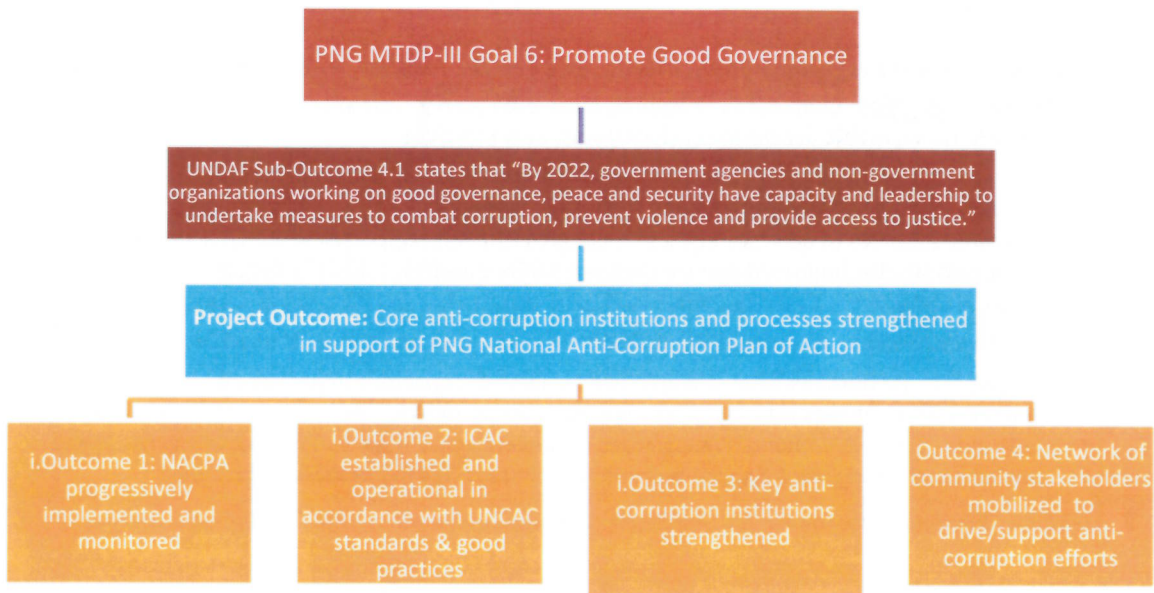 PNG MTDP-III Goal 6: Promote Good Governance
UNDAF Sub-Outcome 4.1 states that “By 2022, government agencies and non-government
organizations working on good governance, peace and security have capacity and leadership to
undertake measures to combat corruption, prevent violence and provide access to justice.”
Project Outcome: Core anti-corruption institutions and processes strengthened
in support of PNG National Anti-Corruption Plan of Action
i.Outcome 1: NACPA
progressively
implemented and
monitored
i.Outcome 2: ICAC
established and
operational in
accordance with UNCAC
standards & good
practices
i.Outcome 3: Key anti-
corruption institutions
strengthened
Outcome 4: Network of
community stakeholders
mobilized to
drive/support anti-
corruption efforts